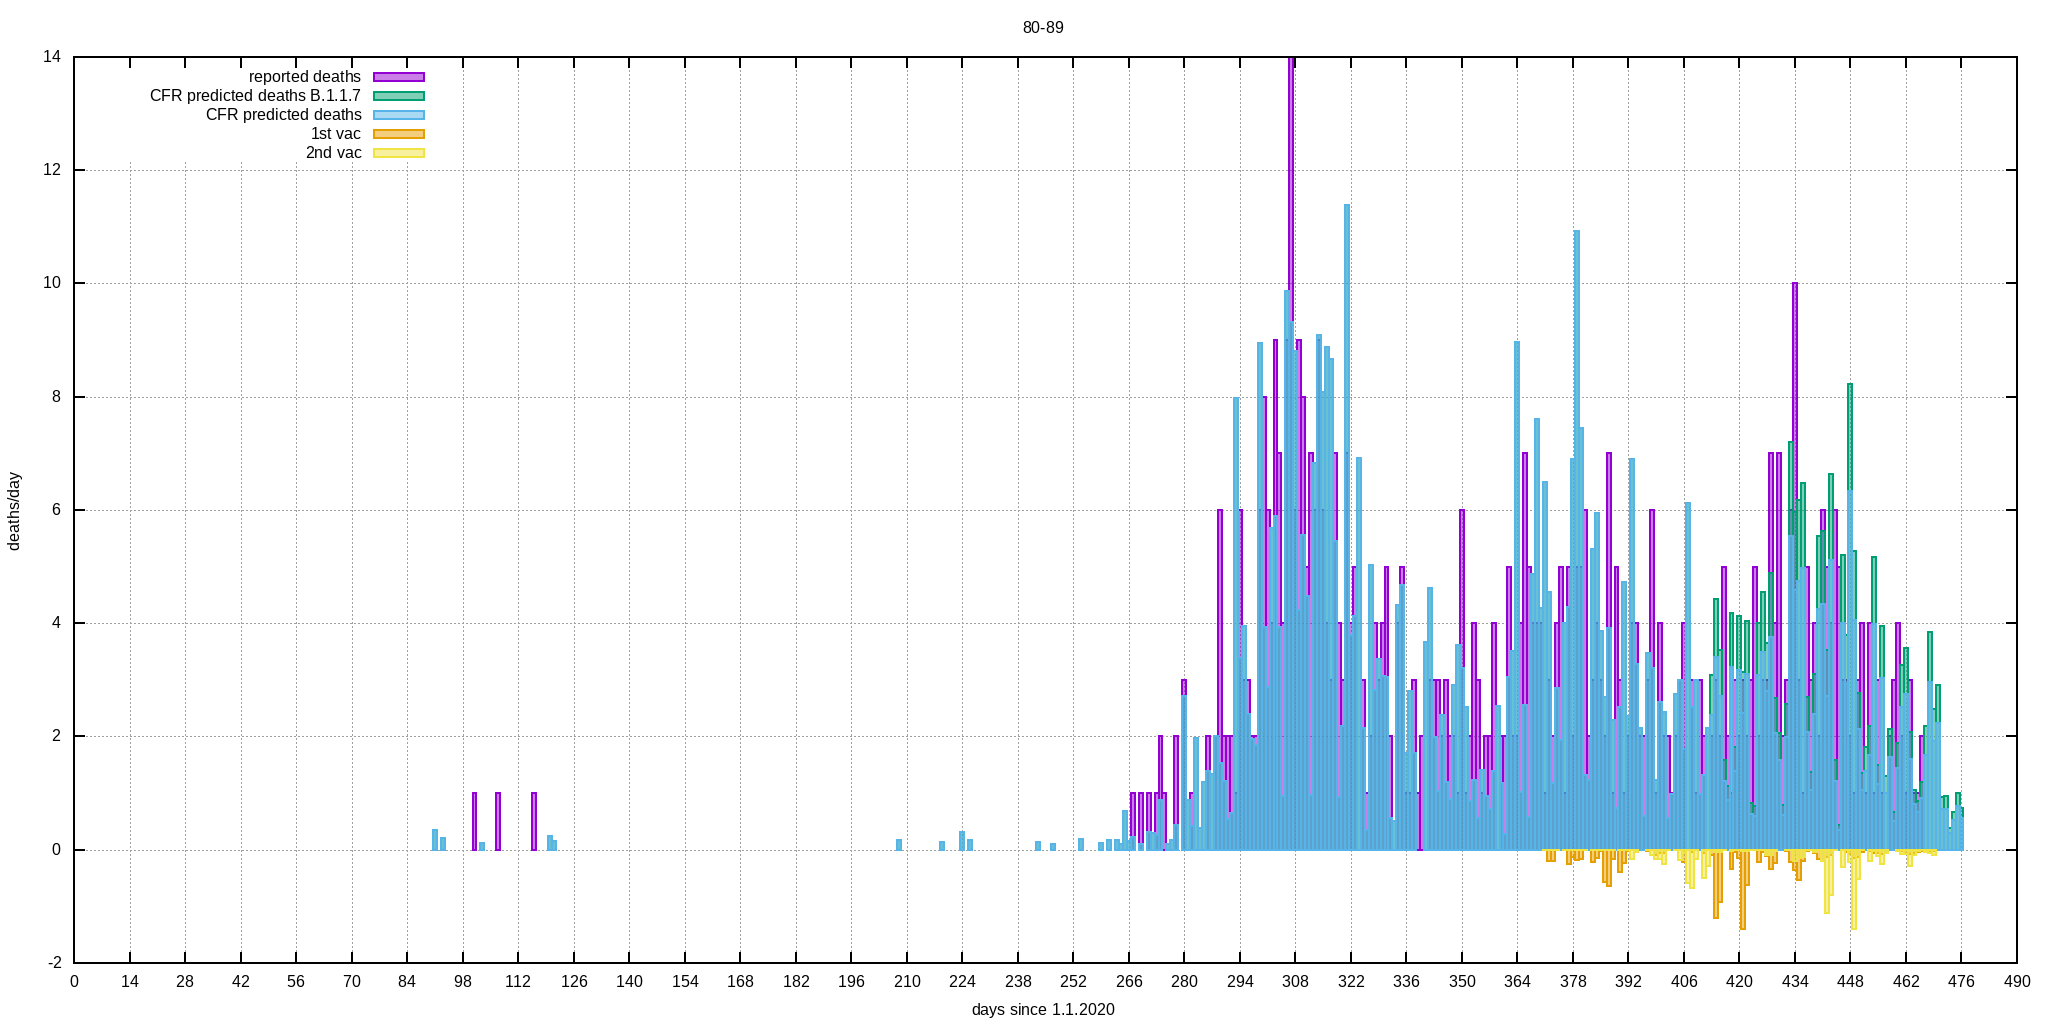 80-89
14
12
10
8
6
4
2
0
-2
deaths/day
reported deaths
CFR predicted deaths B.1.1.7
CFR predicted deaths
1st vac
2nd vac
0 14 28 42 56 70 84 98 112 126 140 154 168 182 196 210 224 238 252 266 280 294 308 322 336 350 364 378 392 406 420 434 448 462 476 490
days since 1.1.2020